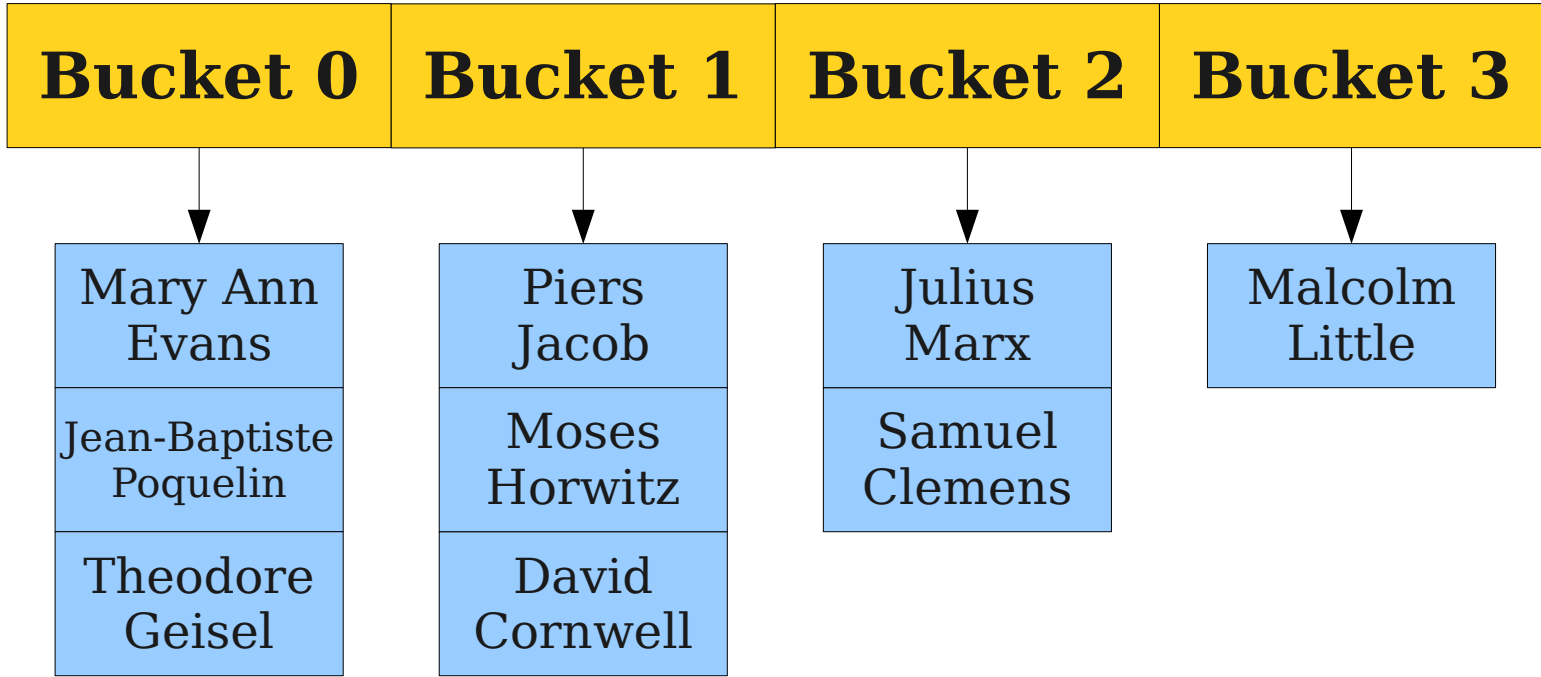 Bucket 0
Bucket 1
Bucket 2
Bucket 3
Mary Ann
Evans
Jean-Baptiste
Poquelin
Theodore
Geisel
Piers
Jacob
Moses
Horwitz
David
Cornwell
Julius
Marx
Samuel
Clemens
Malcolm
Little